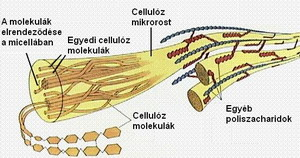 Cellulóz
mikrorost
A molekulák
elrendeződése
a micellában
Egyedi cellulóz
molekulák
Egyéb
poliszacharidok
Cellulóz
molekulák